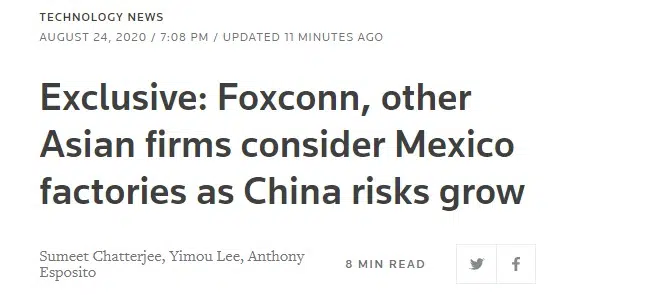 TECHNOLOGY NEWS
AUGUST 24, 2020 / 7:08 PM / UPDATED 11 MINUTES AGO
Exclusive: Foxconn, other
Asian firms consider Mexico
factories as China risks grow
Sumeet Chatterjee, Yimou Lee, Anthony
Esposito
8 MIN READ